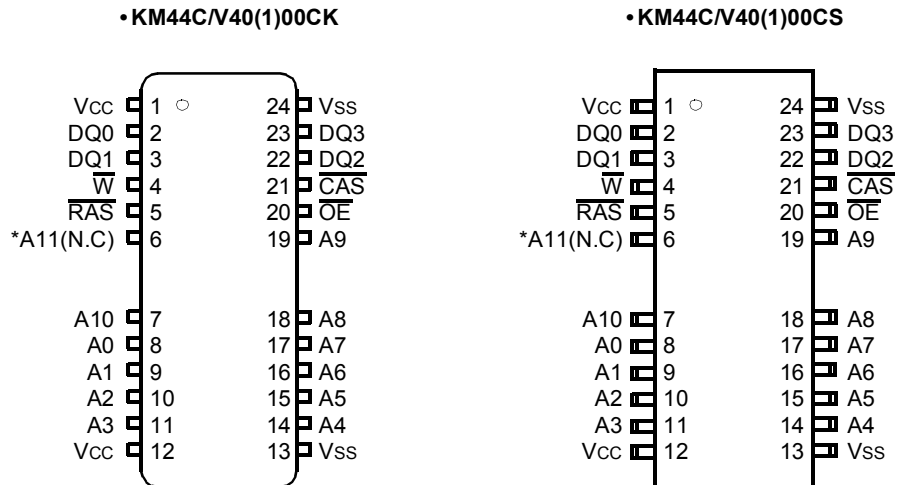 •KM44C/V40(1)00CK
VCC 1 24 VSS
DQ0 2 23 DQ3
DQ1 3 22 DQ2
W 4 21 CAS
RAS 5 20 OE
*A11(N.C) 6 19 A9
A10 7 18 A8
A0 8 17 A7
A1 9 16 A6
A2 10 15 A5
A3 11 14 A4
VCC 12 13 VSS
•KM44C/V40(1)00CS
VCC 1 24 VSS
DQ0 2 23 DQ3
DQ1 3 22 DQ2
W 4 21 CAS
RAS 5 20 OE
*A11(N.C) 6 19 A9
A10 7 18 A8
A0 8 17 A7
A1 9 16 A6
A2 10 15 A5
A3 11 14 A4
VCC 12 13 VSS